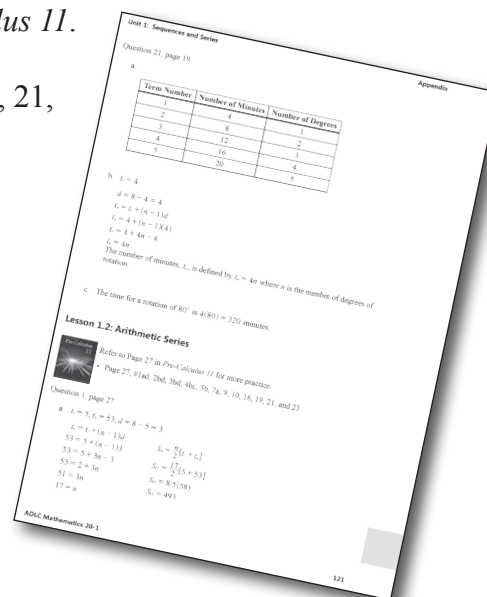 lus 11.
, 21,
Unit 1: Sequences and Series
Appendix
Question 21, page 19
a.
Term Number Number of Minutes Number of Degrees
1 4 1
2 8 2
3 12 3
4 16 4
5 20 5
b. t₁ = 4
d = 8 − 4 = 4
tₙ = t₁ + (n − 1)d
tₙ = 4 + (n − 1)(4)
tₙ = 4 + 4n − 4
tₙ = 4n
The number of minutes, tₙ, is defined by tₙ = 4n where n is the number of degrees of
rotation.
c. The time for a rotation of 80° is 4(80) = 320 minutes.
Lesson 1.2: Arithmetic Series
Pre-Calculus
11
Refer to Page 27 in Pre-Calculus 11 for more practice.
• Page 27, #1ad, 2bd, 3bd, 4bc, 5b, 7a, 9, 10, 16, 19, 21, and 23
Question 1, page 27
a. t₁ = 5, tₙ = 53, d = 8 − 5 = 3
tₙ = t₁ + (n − 1)d
53 = 5 + (n − 1)3
53 = 5 + 3n − 3
53 = 2 + 3n
51 = 3n
17 = n
Sₙ = n/2[t₁ + tₙ]
S₁₇ = 17/2[5 + 53]
S₁₇ = 8.5(58)
S₁₇ = 493
ADLC Mathematics 20-1
121